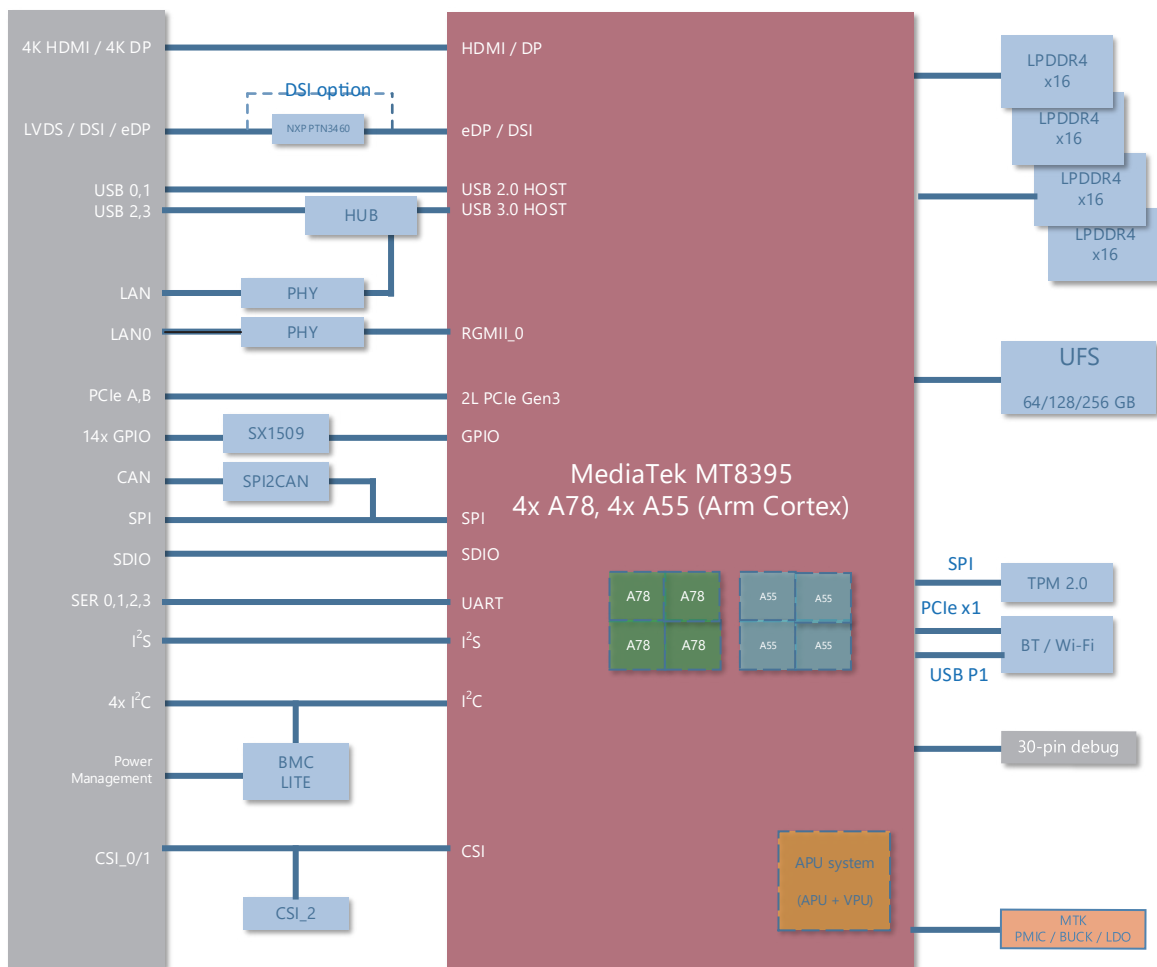 4K HDMI / 4K DP
HDMI / DP
LPDDR4
x16
DSI option
LVDS / DSI / eDP
NXP PTN3460
eDP / DSI
LPDDR4
x16
USB 0,1
USB 2.0 HOST
USB 2,3
HUB
USB 3.0 HOST
LPDDR4
x16
LPDDR4
x16
LAN
PHY
LAN0
PHY
RGMII_0
UFS
64/128/256 GB
PCIe A,B
2L PCIe Gen3
14x GPIO
SX1509
GPIO
CAN
SPI2CAN
MediaTek MT8395
4x A78, 4x A55 (Arm Cortex)
SPI
SPI
SDIO
SDIO
SPI
TPM 2.0
A78
A78
A55
A55
SER 0,1,2,3
UART
PCIe x1
I²S
I²S
A78
A78
A55
A55
BT / Wi-Fi
USB P1
4x I²C
I²C
Power
Management
BMC
LITE
30-pin debug
CSI_0/1
CSI
APU system
(APU + VPU)
CSI_2
MTK
PMIC / BUCK / LDO